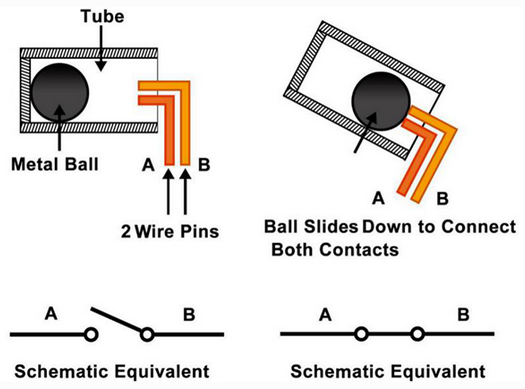 Tube
Metal Ball
A
B
2 Wire Pins
A
B
Ball Slides Down to Connect
Both Contacts
A
B
Schematic Equivalent
A
B
Schematic Equivalent